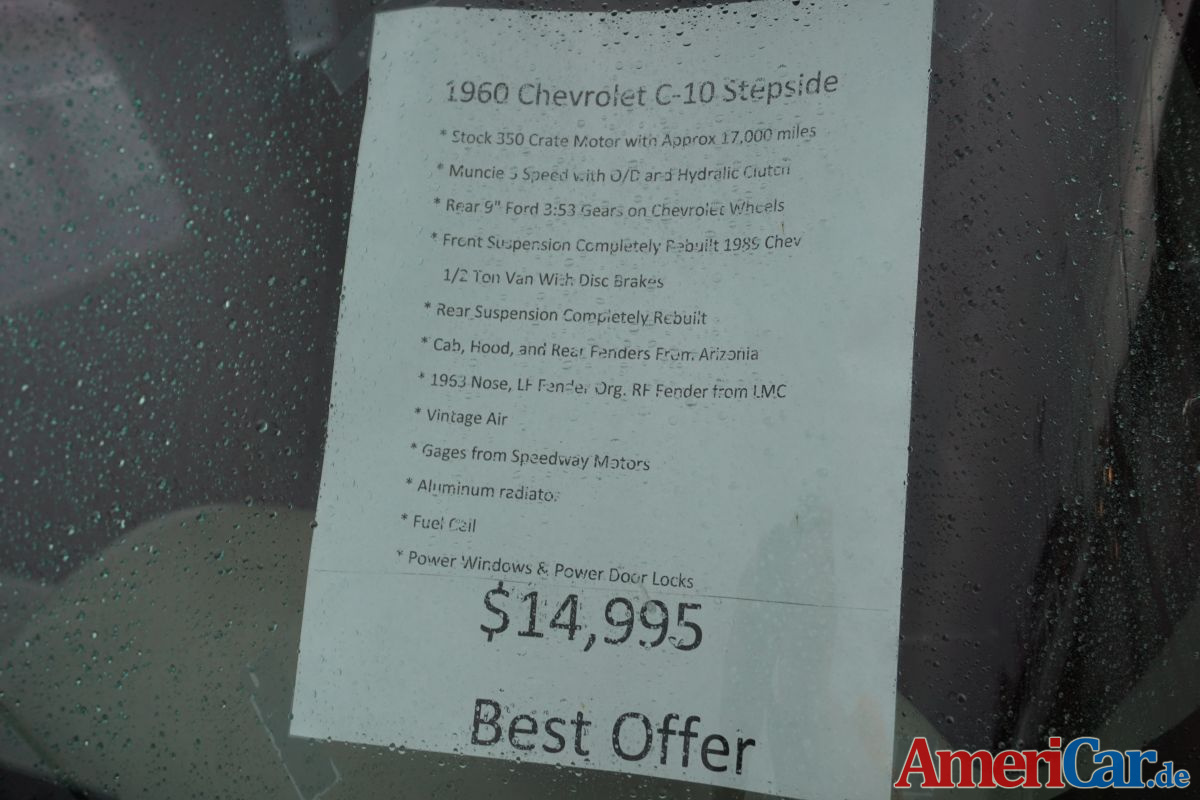 1960 Chevrolet C-10 Stepside
* Stock 350 Crate Motor with Approx 17,000 miles
* Muncie 5 Speed with O/D and Hydralic Clutch
* Rear 9" Ford 3:53 Gears on Chevrolet Wheels
* Front Suspension Completely Rebuilt 1989 Chev
1/2 Ton Van With Disc Brakes
* Rear Suspension Completely Rebuilt
* Cab, Hood, and Rear Fenders From Arizonia
* 1963 Nose, LF Fender Org. RF Fender from LMC
* Vintage Air
* Gages from Speedway Motors
* Aluminum radiator
* Fuel Cell
* Power Windows & Power Door Locks
$14,995
Best Offer
AmeriCar.de